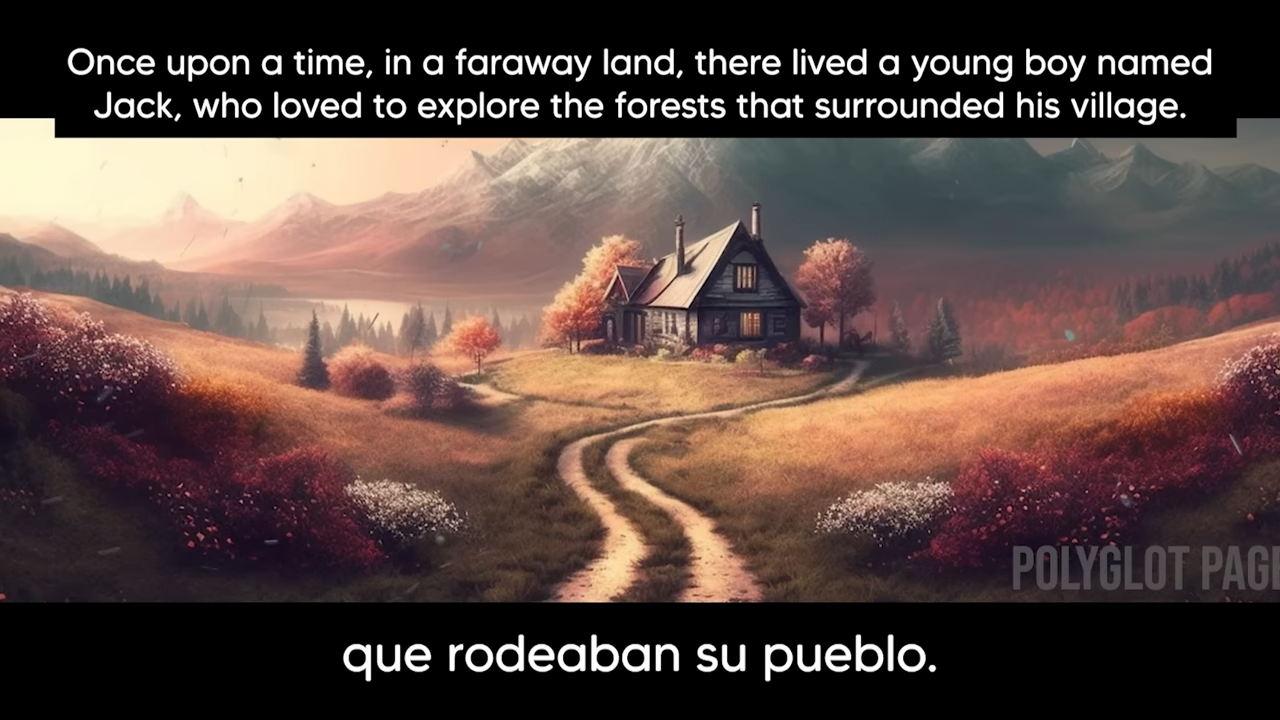 Once upon a time, in a faraway land, there lived a young boy named
Jack, who loved to explore the forests that surrounded his village.
POLYGLOT
que rodeaban su pueblo.